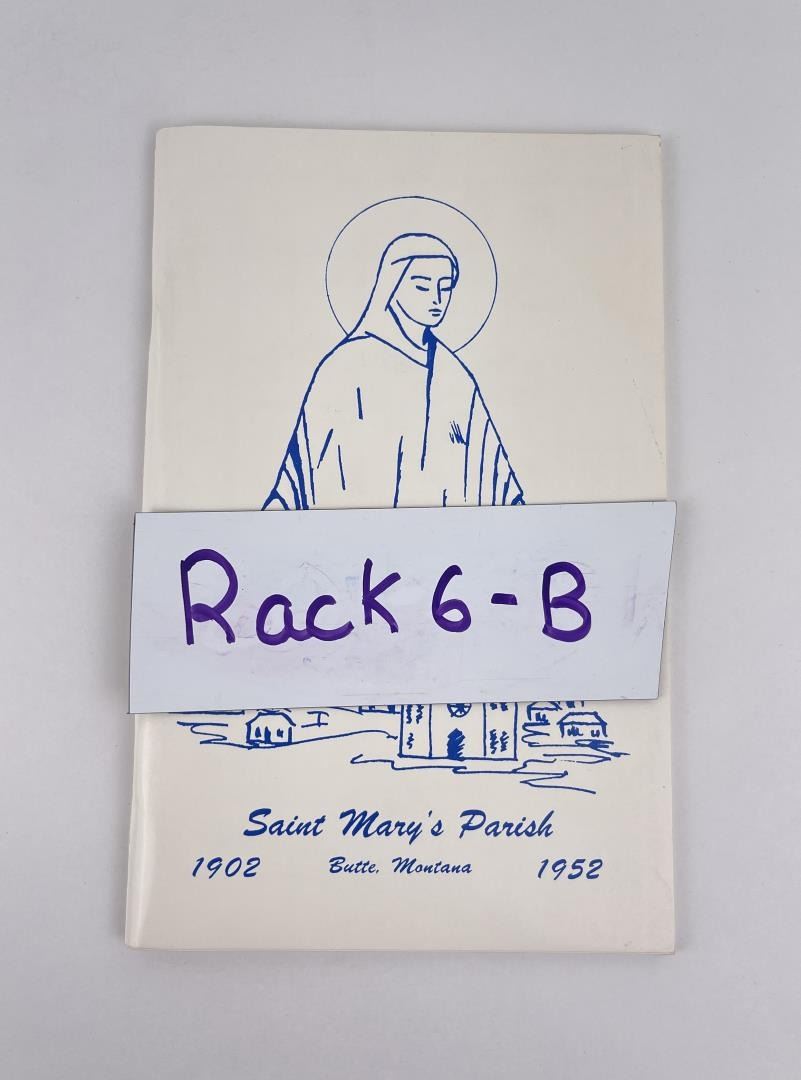 Rack 6-B
Saint Mary's Parish
1902 Butte, Montana 1952